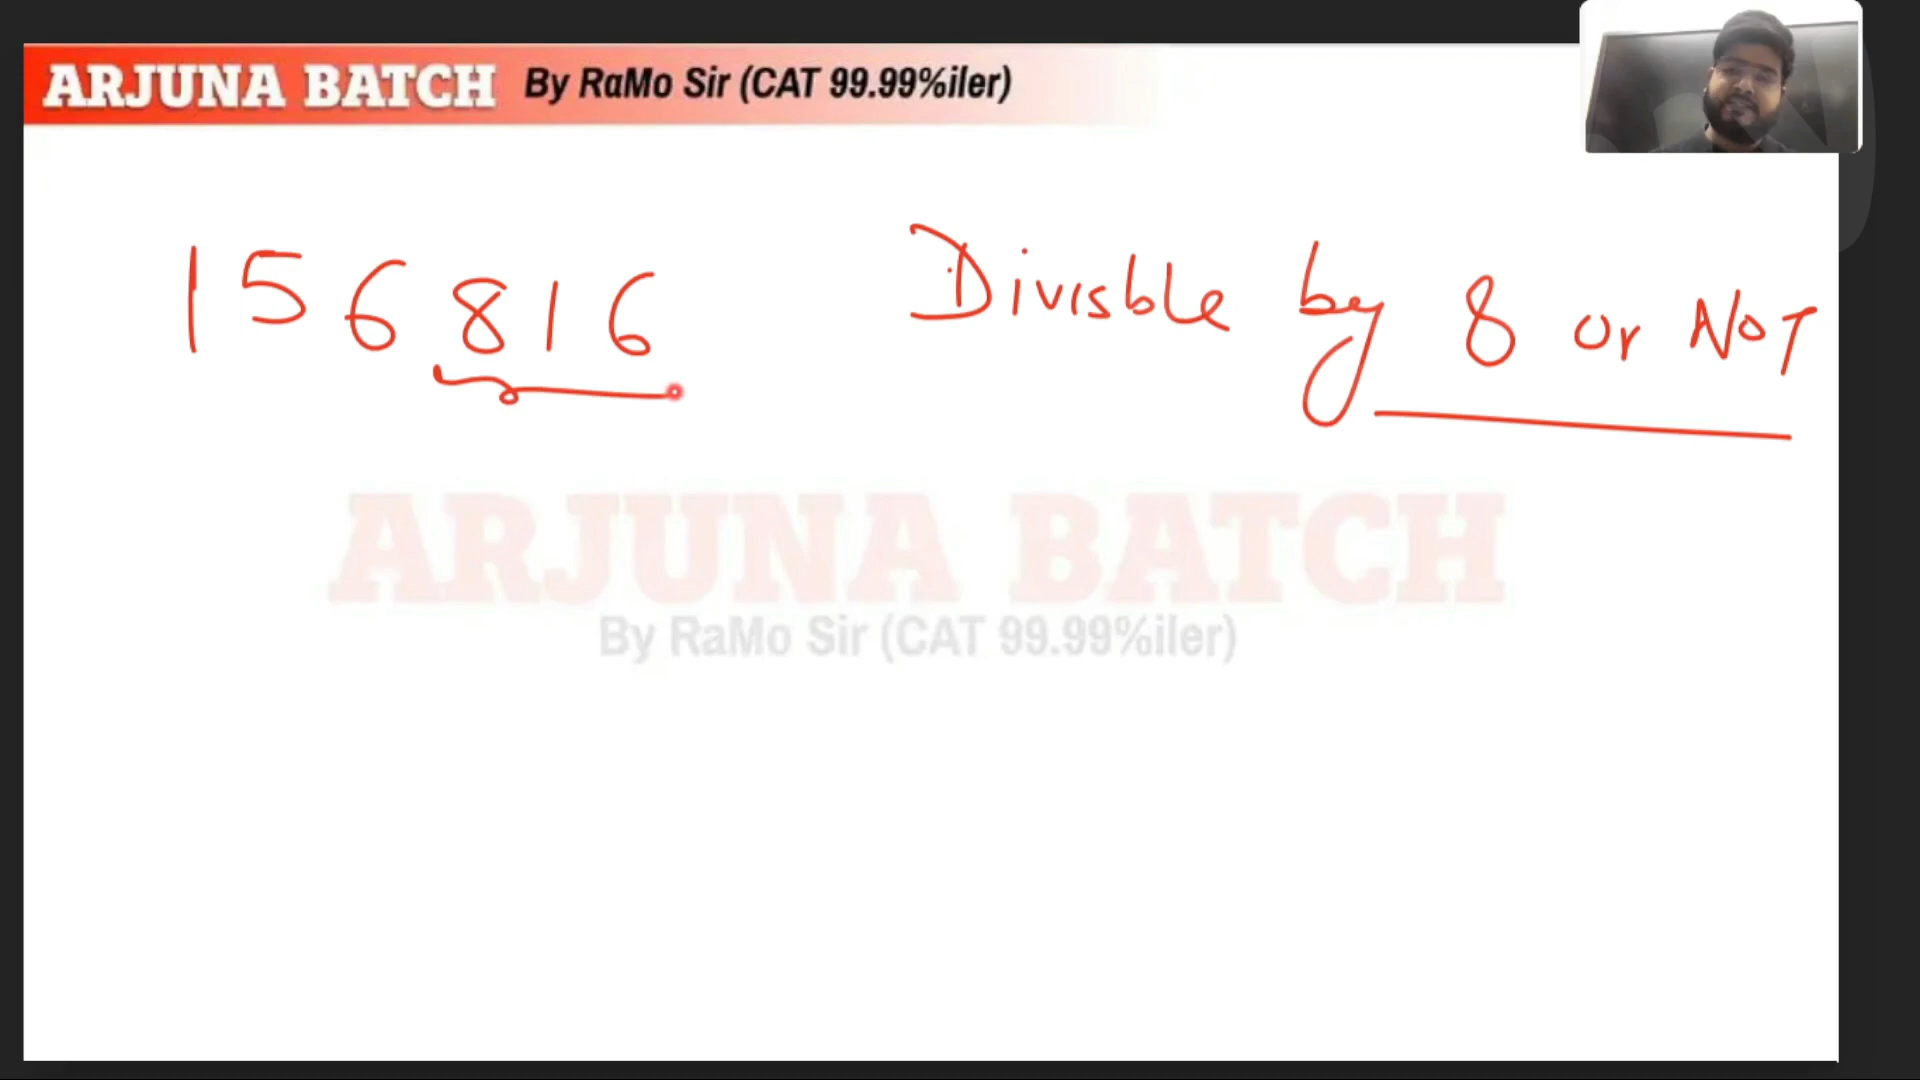 ARJUNA BATCH By RaMo Sir (CAT 99.99%iler)
156816 Divisble by 8 or NOT
ARJUNA BATCH
By RaMo Sir (CAT 99.99%iler)